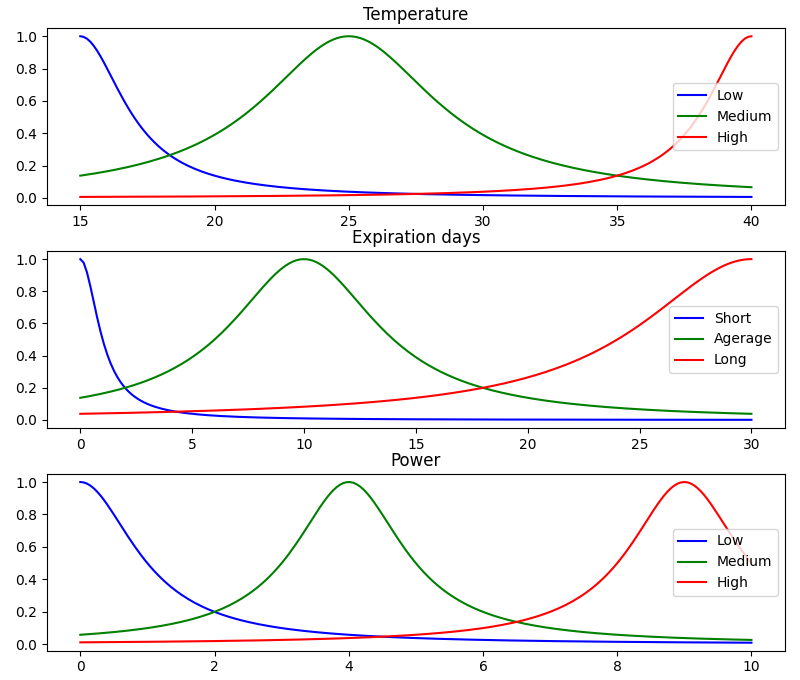 Temperature
1.0
0.8
0.6
0.4
0.2
0.0
Low
Medium
High
15 20 25 30 35 40
Expiration days
1.0
0.8
0.6
0.4
0.2
0.0
Short
Agerage
Long
0 5 10 15 20 25 30
Power
1.0
0.8
0.6
0.4
0.2
0.0
Low
Medium
High
0 2 4 6 8 10